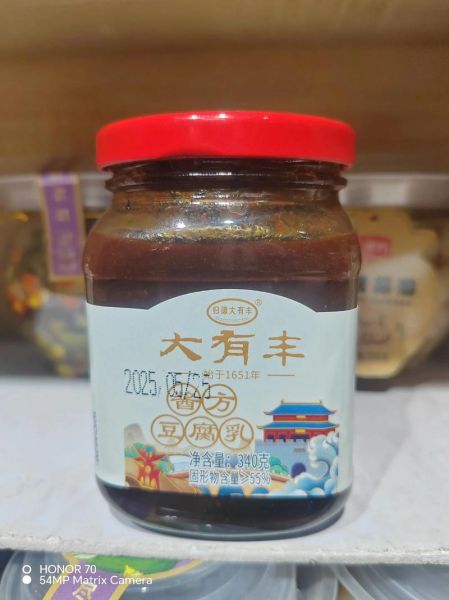 归德大有丰®
大有丰
始于1651年
2025/05/25
酱方
豆腐乳
净含量: 340克
固形物含量≥55%
HONOR 70
54MP Matrix Camera